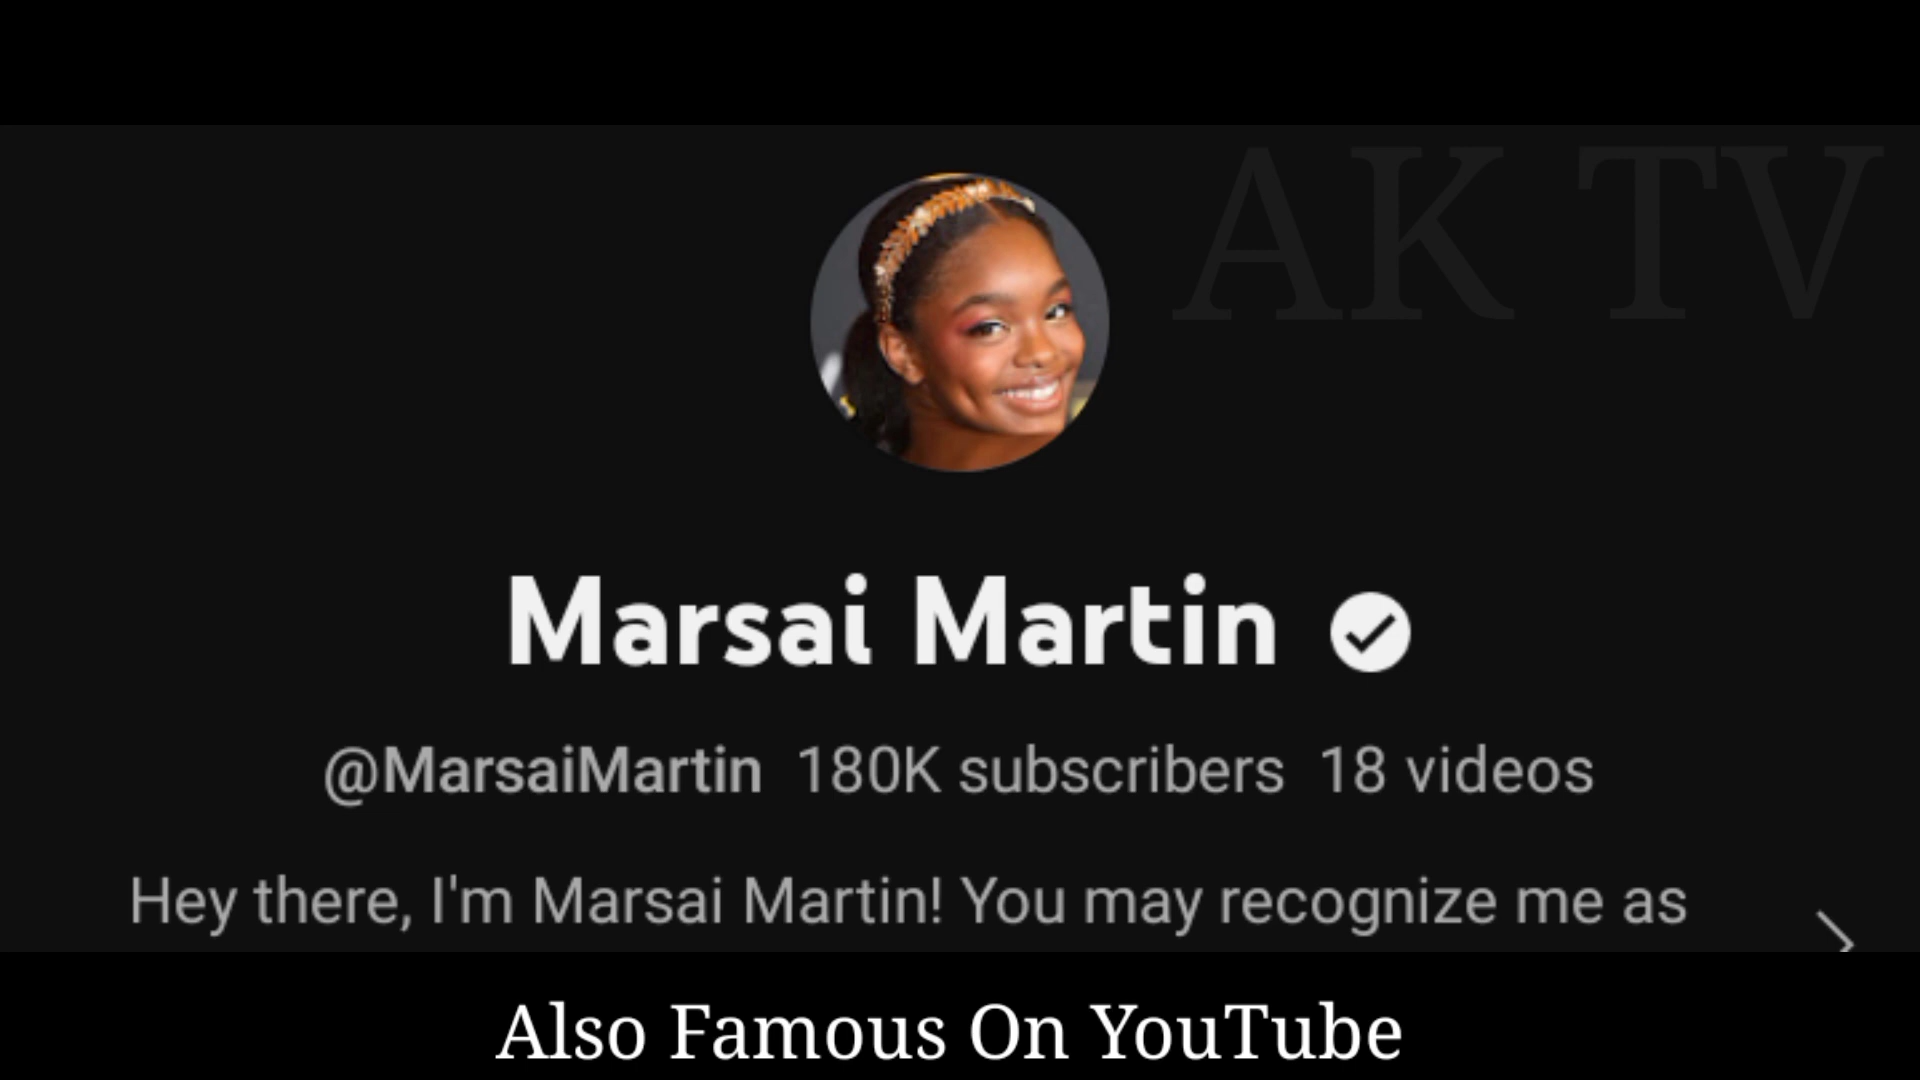 AK TV
Marsai Martin
@MarsaiMartin 180K subscribers 18 videos
Hey there, I'm Marsai Martin! You may recognize me as
Also Famous On YouTube